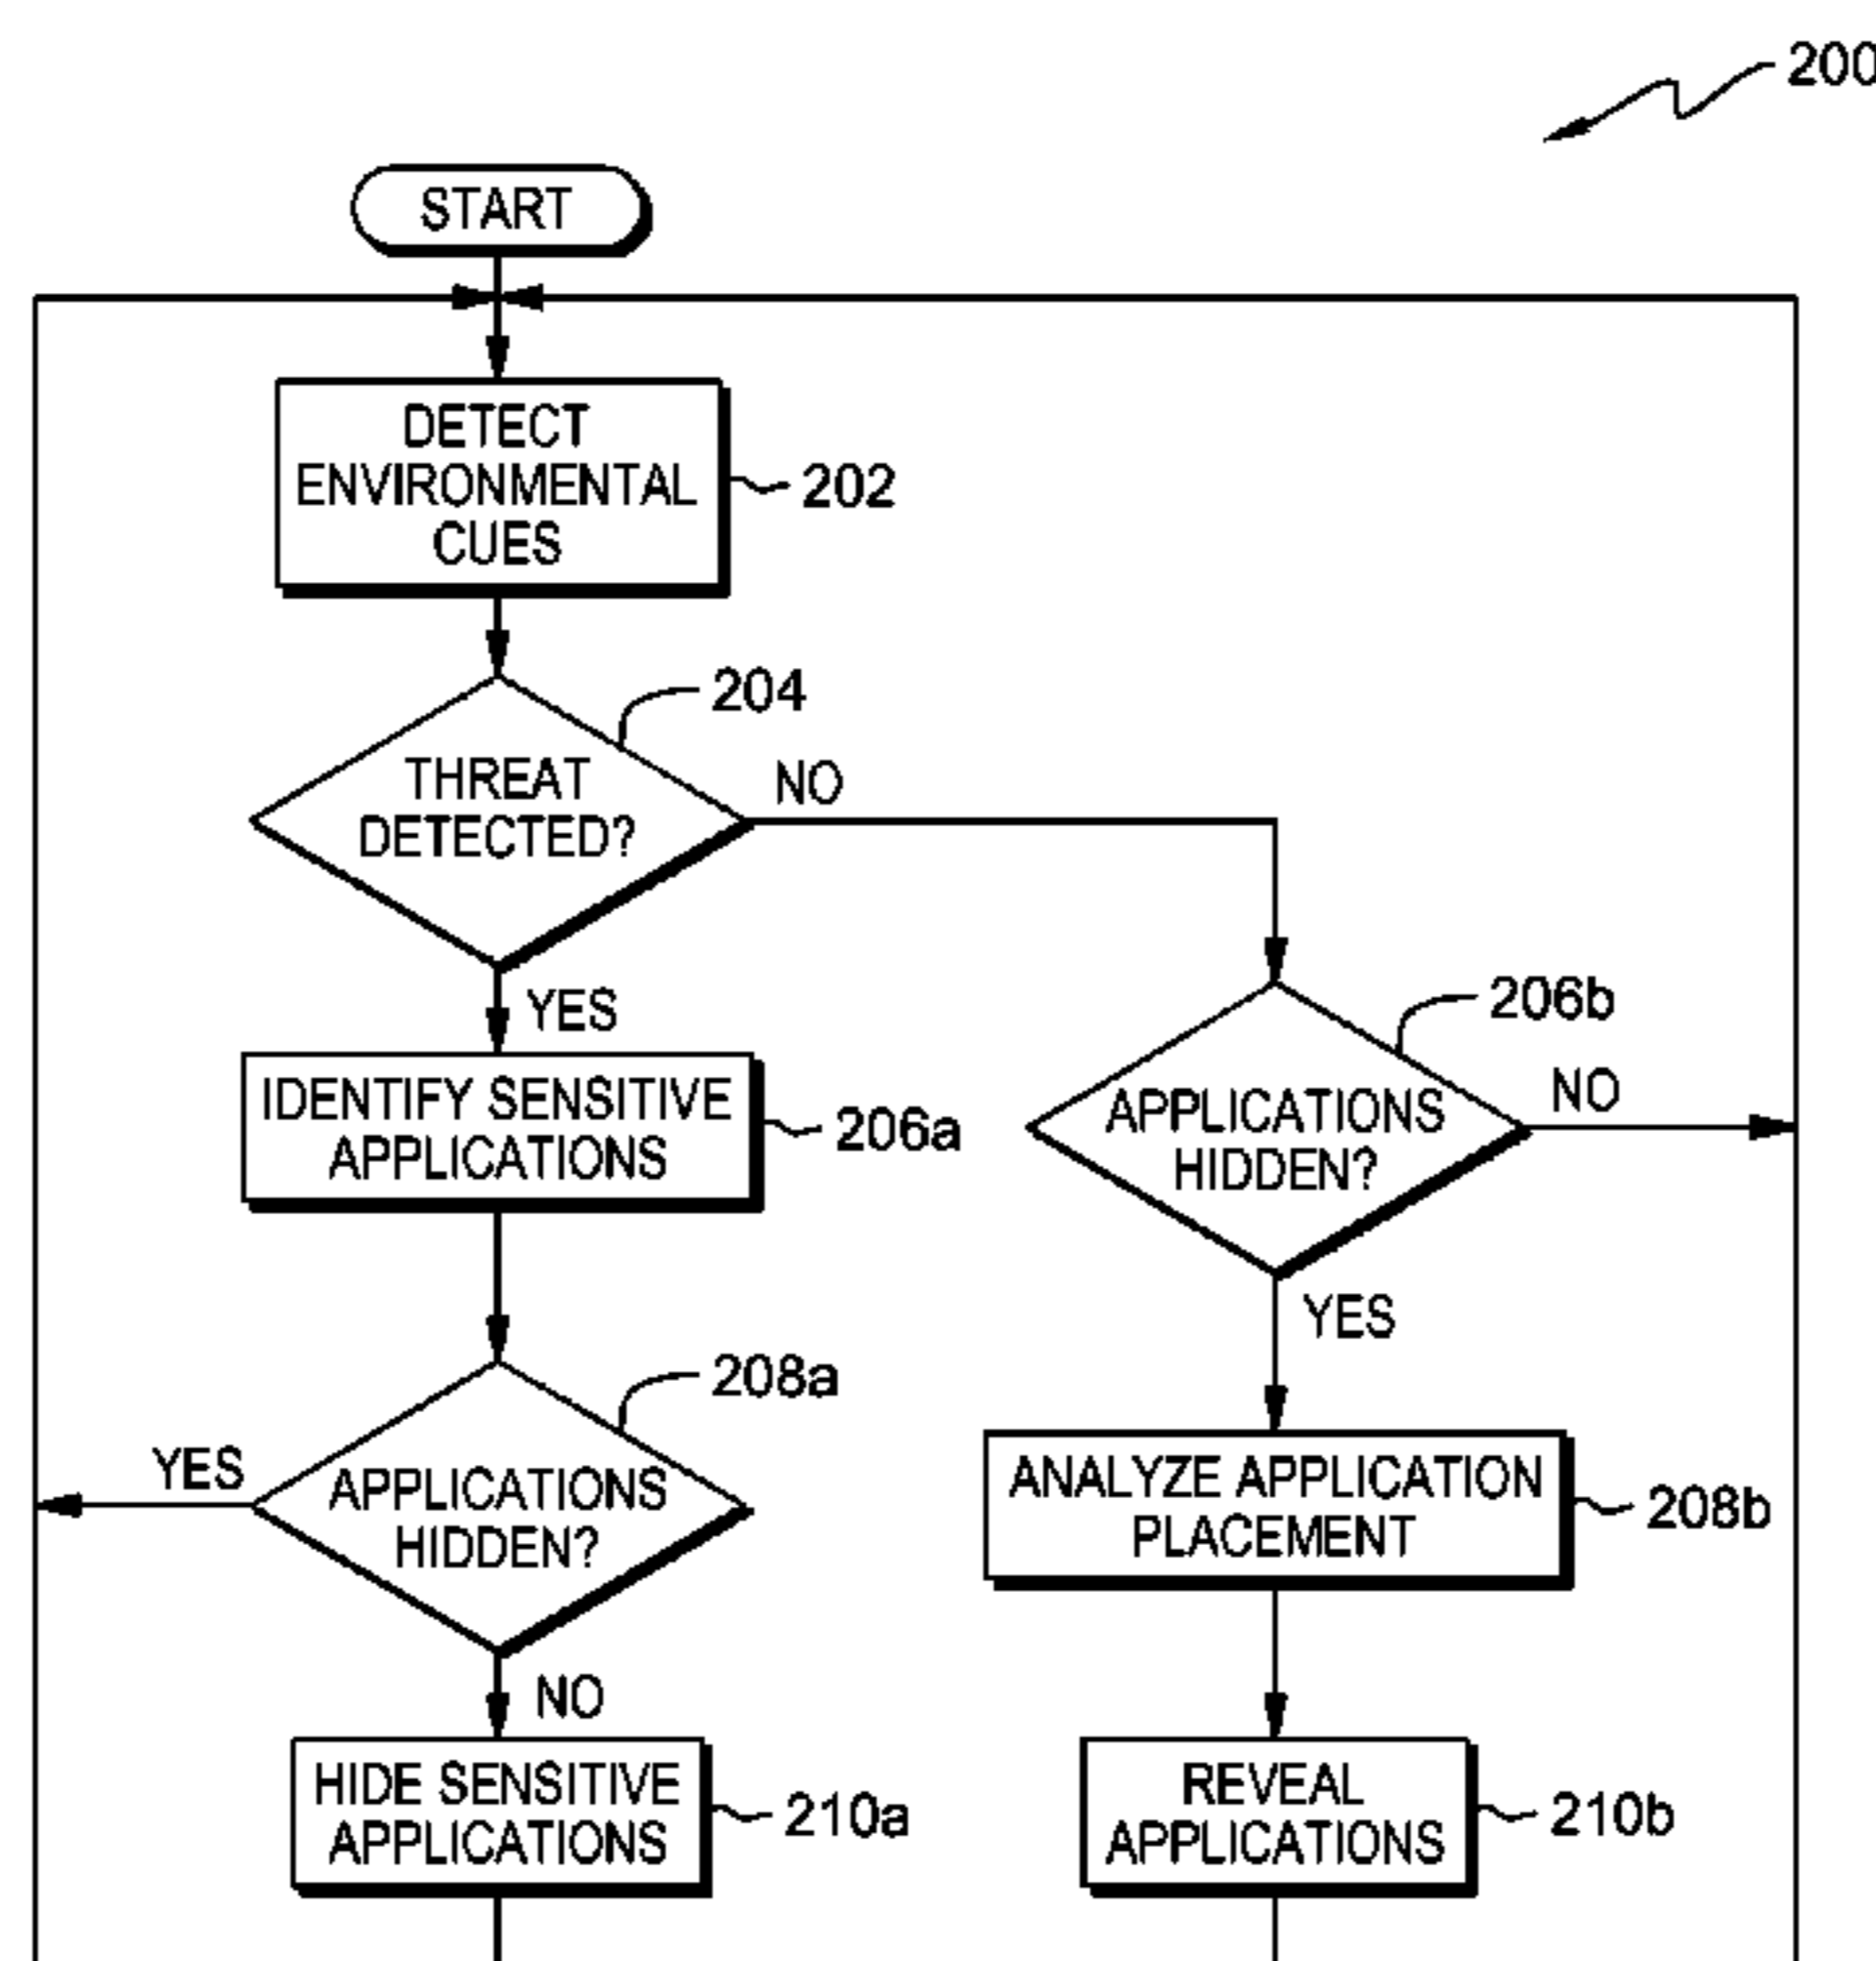 200
START
DETECT
ENVIRONMENTAL
CUES
202
204
THREAT
DETECTED?
NO
YES
IDENTIFY SENSITIVE
APPLICATIONS
206a
206b
APPLICATIONS
HIDDEN?
NO
YES
208a
APPLICATIONS
HIDDEN?
YES
NO
ANALYZE APPLICATION
PLACEMENT
208b
HIDE SENSITIVE
APPLICATIONS
210a
REVEAL
APPLICATIONS
210b